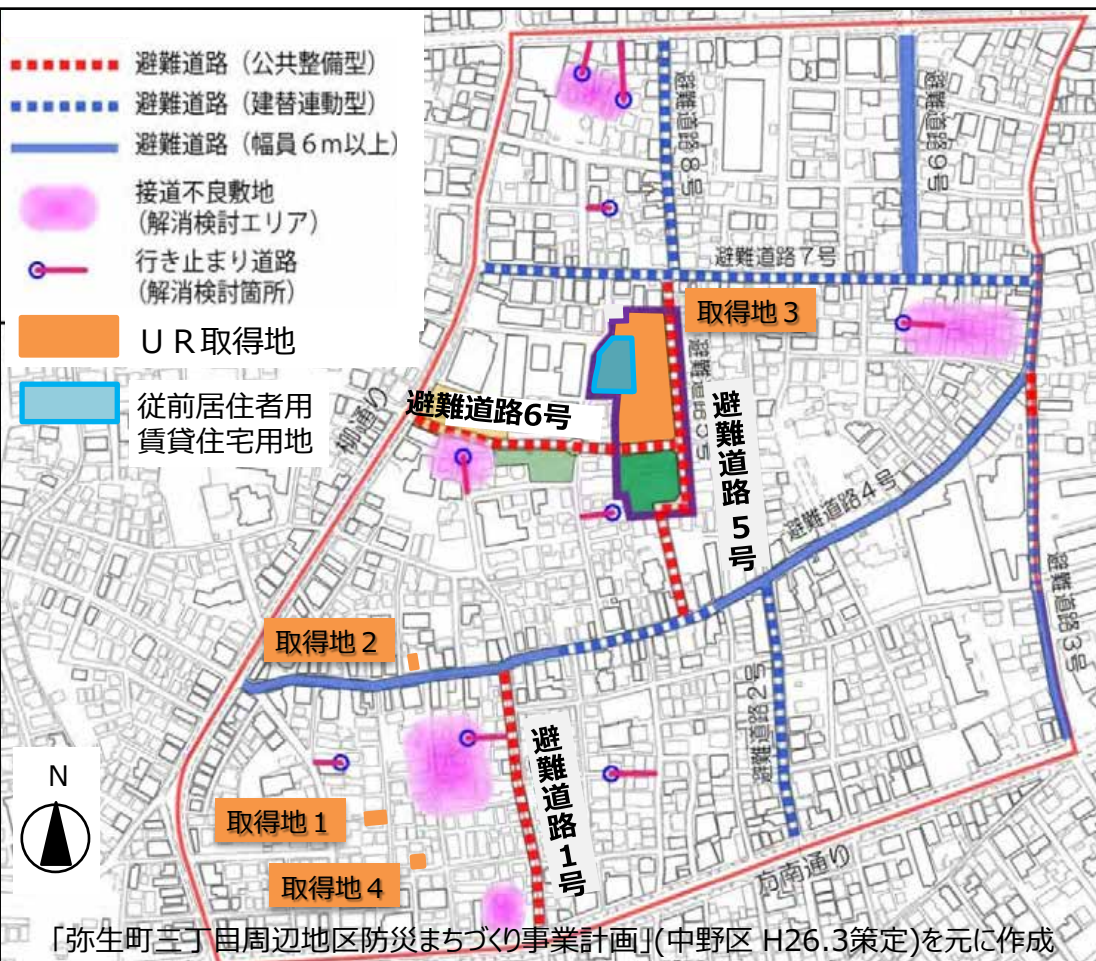 避難道路（公共整備型）
避難道路（建替連動型）
避難道路（幅員６ｍ以上）
接道不良敷地
(解消検討エリア)
行き止まり道路
(解消検討箇所)
ＵＲ取得地
従前居住者用
賃貸住宅用地
避難道路８号
避難道路９号
避難道路７号
取得地３
避難道路6号
避難道路５号
柳通り
避難道路４号
避難道路３号
取得地２
避難道路２号
避難道路１号
N
取得地１
取得地４
方南通り
「弥生町三丁目周辺地区防災まちづくり事業計画」(中野区 H26.3策定)を元に作成